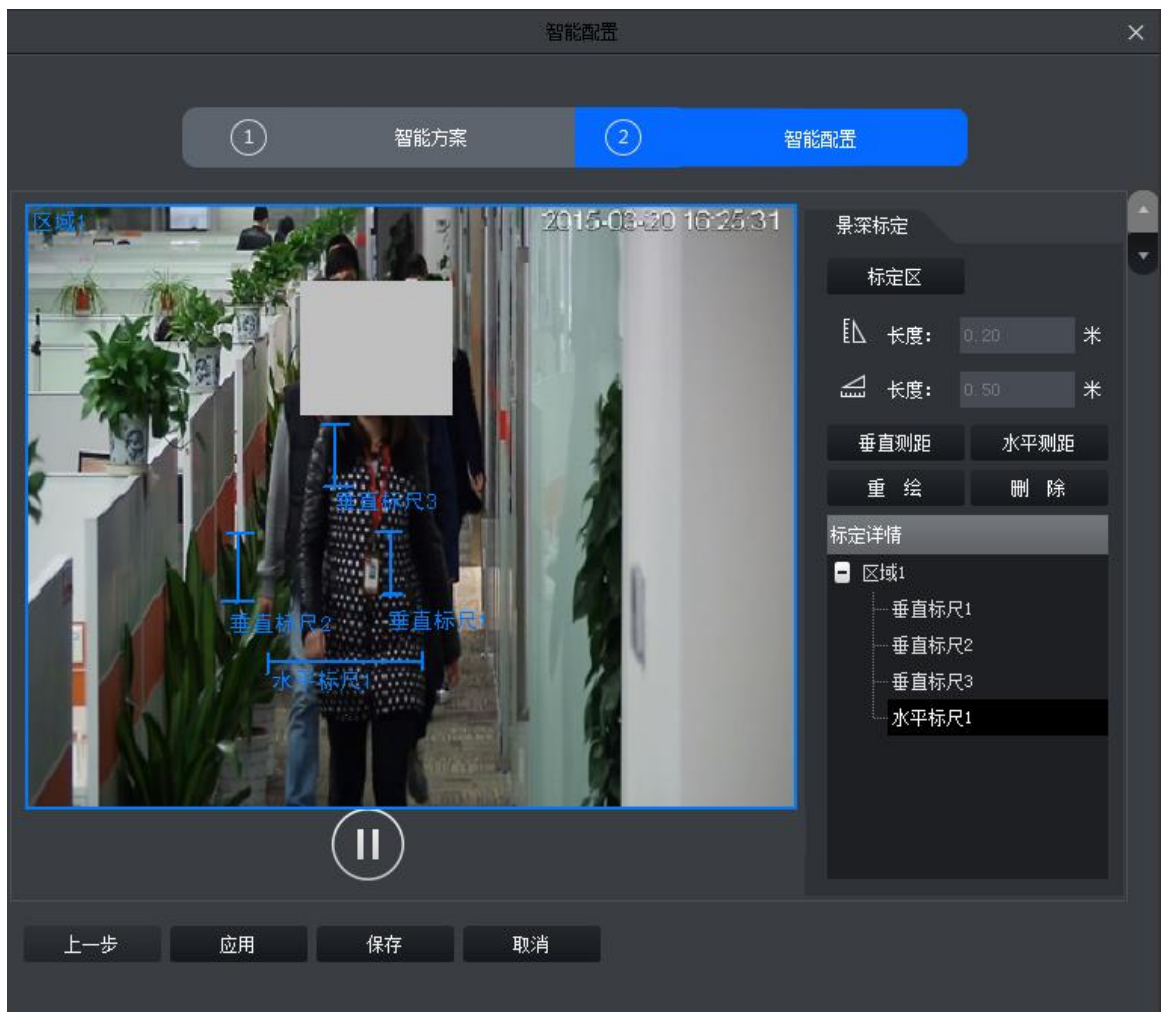 智能配置
1 智能方案 2 智能配置
区域1
2015-03-20 16:25:31
垂直标尺3
垂直标尺2
垂直标尺1
水平标尺1
景深标定
标定区
长度: 0.20 米
长度: 0.50 米
垂直测距 水平测距
重 绘 删 除
标定详情
区域1
垂直标尺1
垂直标尺2
垂直标尺3
水平标尺1
上一步 应用 保存 取消